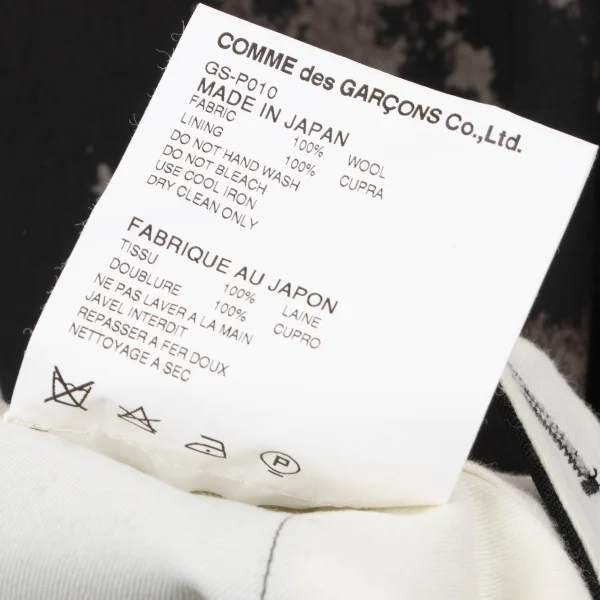 COMME des GARÇONS Co.,Ltd.
GS-P010
MADE IN JAPAN
FABRIC 100% WOOL
LINING 100% CUPRA
DO NOT HAND WASH
DO NOT BLEACH
USE COOL IRON
DRY CLEAN ONLY
FABRIQUE AU JAPON
TISSU 100% LAINE
DOUBLURE 100% CUPRO
NE PAS LAVER A LA MAIN
JAVEL INTERDIT
REPASSER A FER DOUX
NETTOYAGE A SEC
P